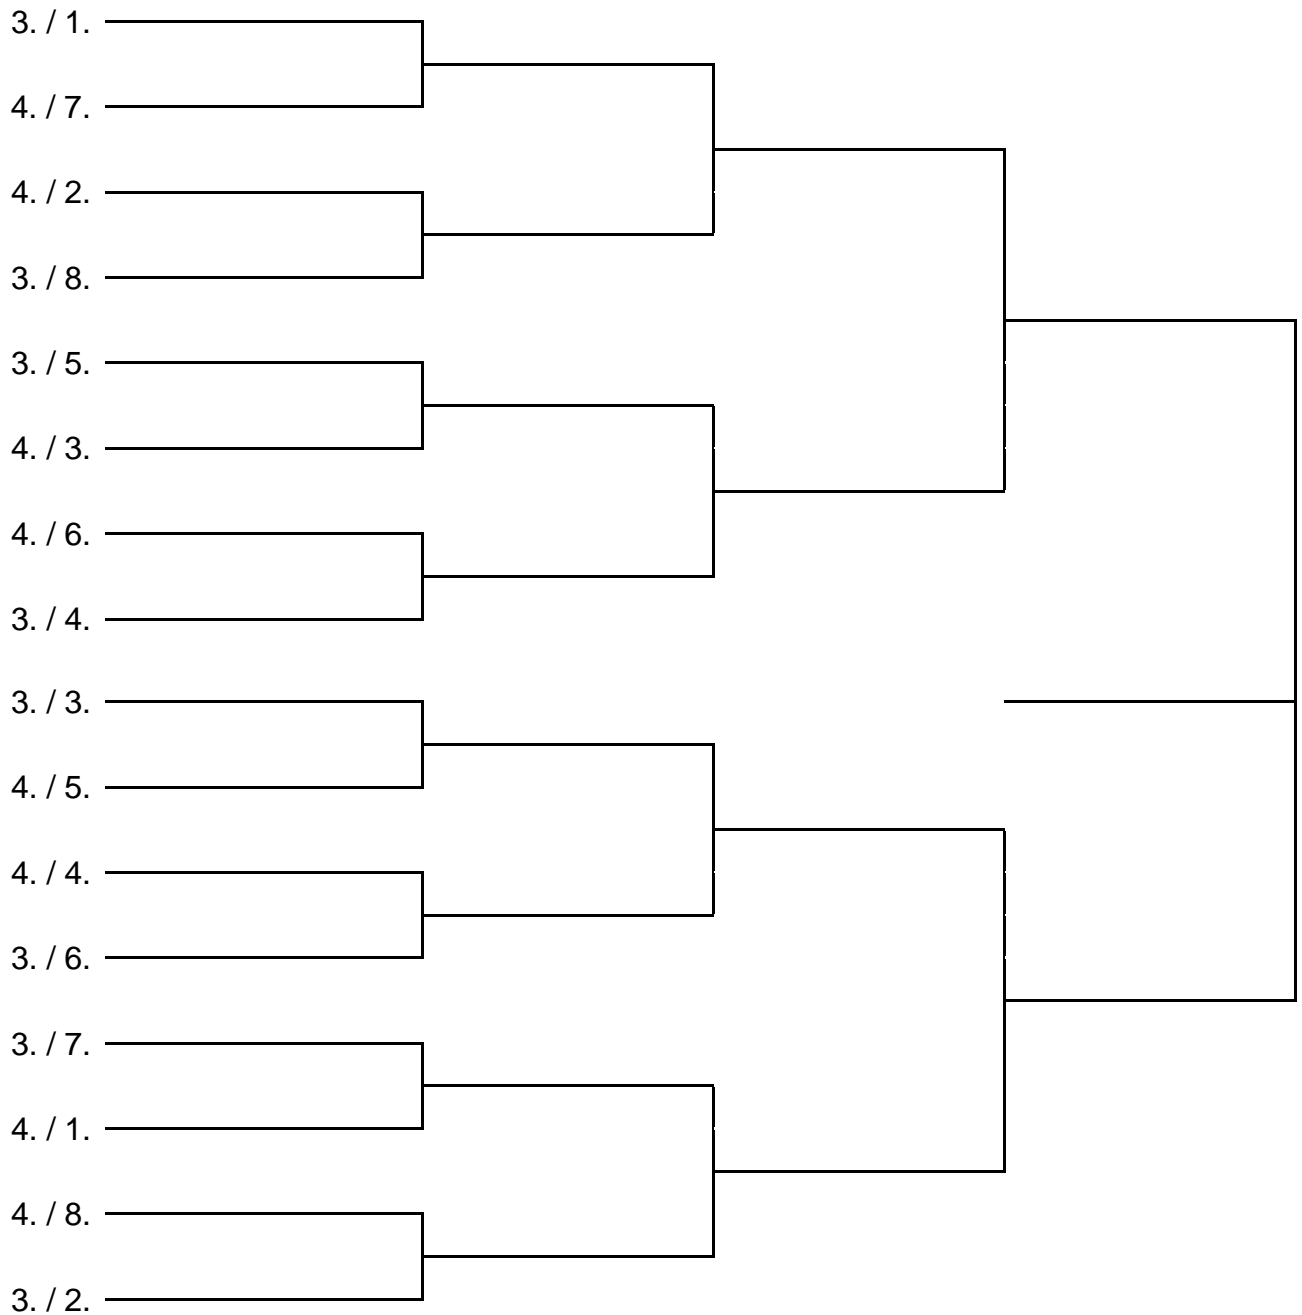 3. / 1.
4. / 7.
4. / 2.
3. / 8.
3. / 5.
4. / 3.
4. / 6.
3. / 4.
3. / 3.
4. / 5.
4. / 4.
3. / 6.
3. / 7.
4. / 1.
4. / 8.
3. / 2.